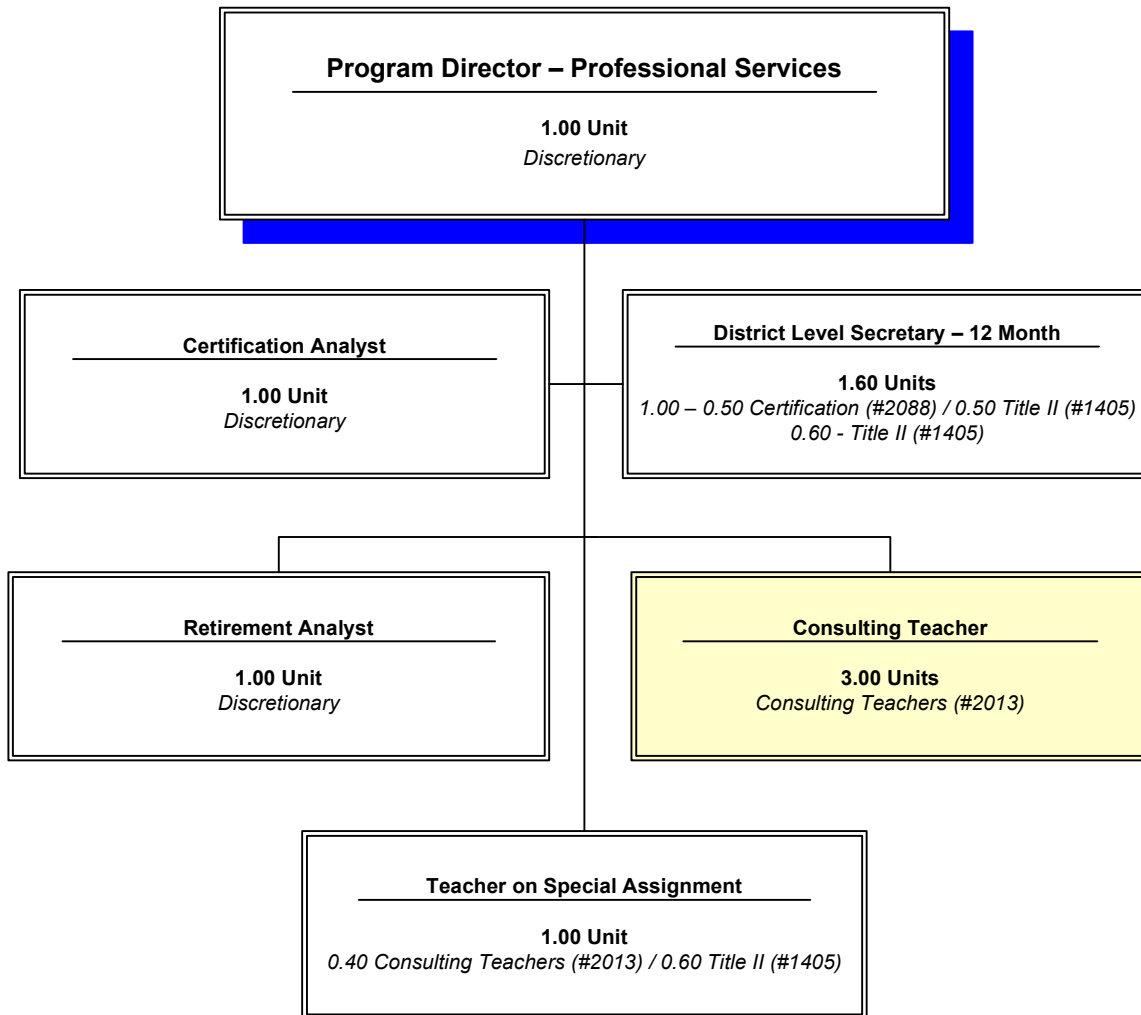 Program Director – Professional Services
1.00 Unit
Discretionary
Certification Analyst
1.00 Unit
Discretionary
District Level Secretary – 12 Month
1.60 Units
1.00 – 0.50 Certification (#2088) / 0.50 Title II (#1405)
0.60 - Title II (#1405)
Retirement Analyst
1.00 Unit
Discretionary
Consulting Teacher
3.00 Units
Consulting Teachers (#2013)
Teacher on Special Assignment
1.00 Unit
0.40 Consulting Teachers (#2013) / 0.60 Title II (#1405)